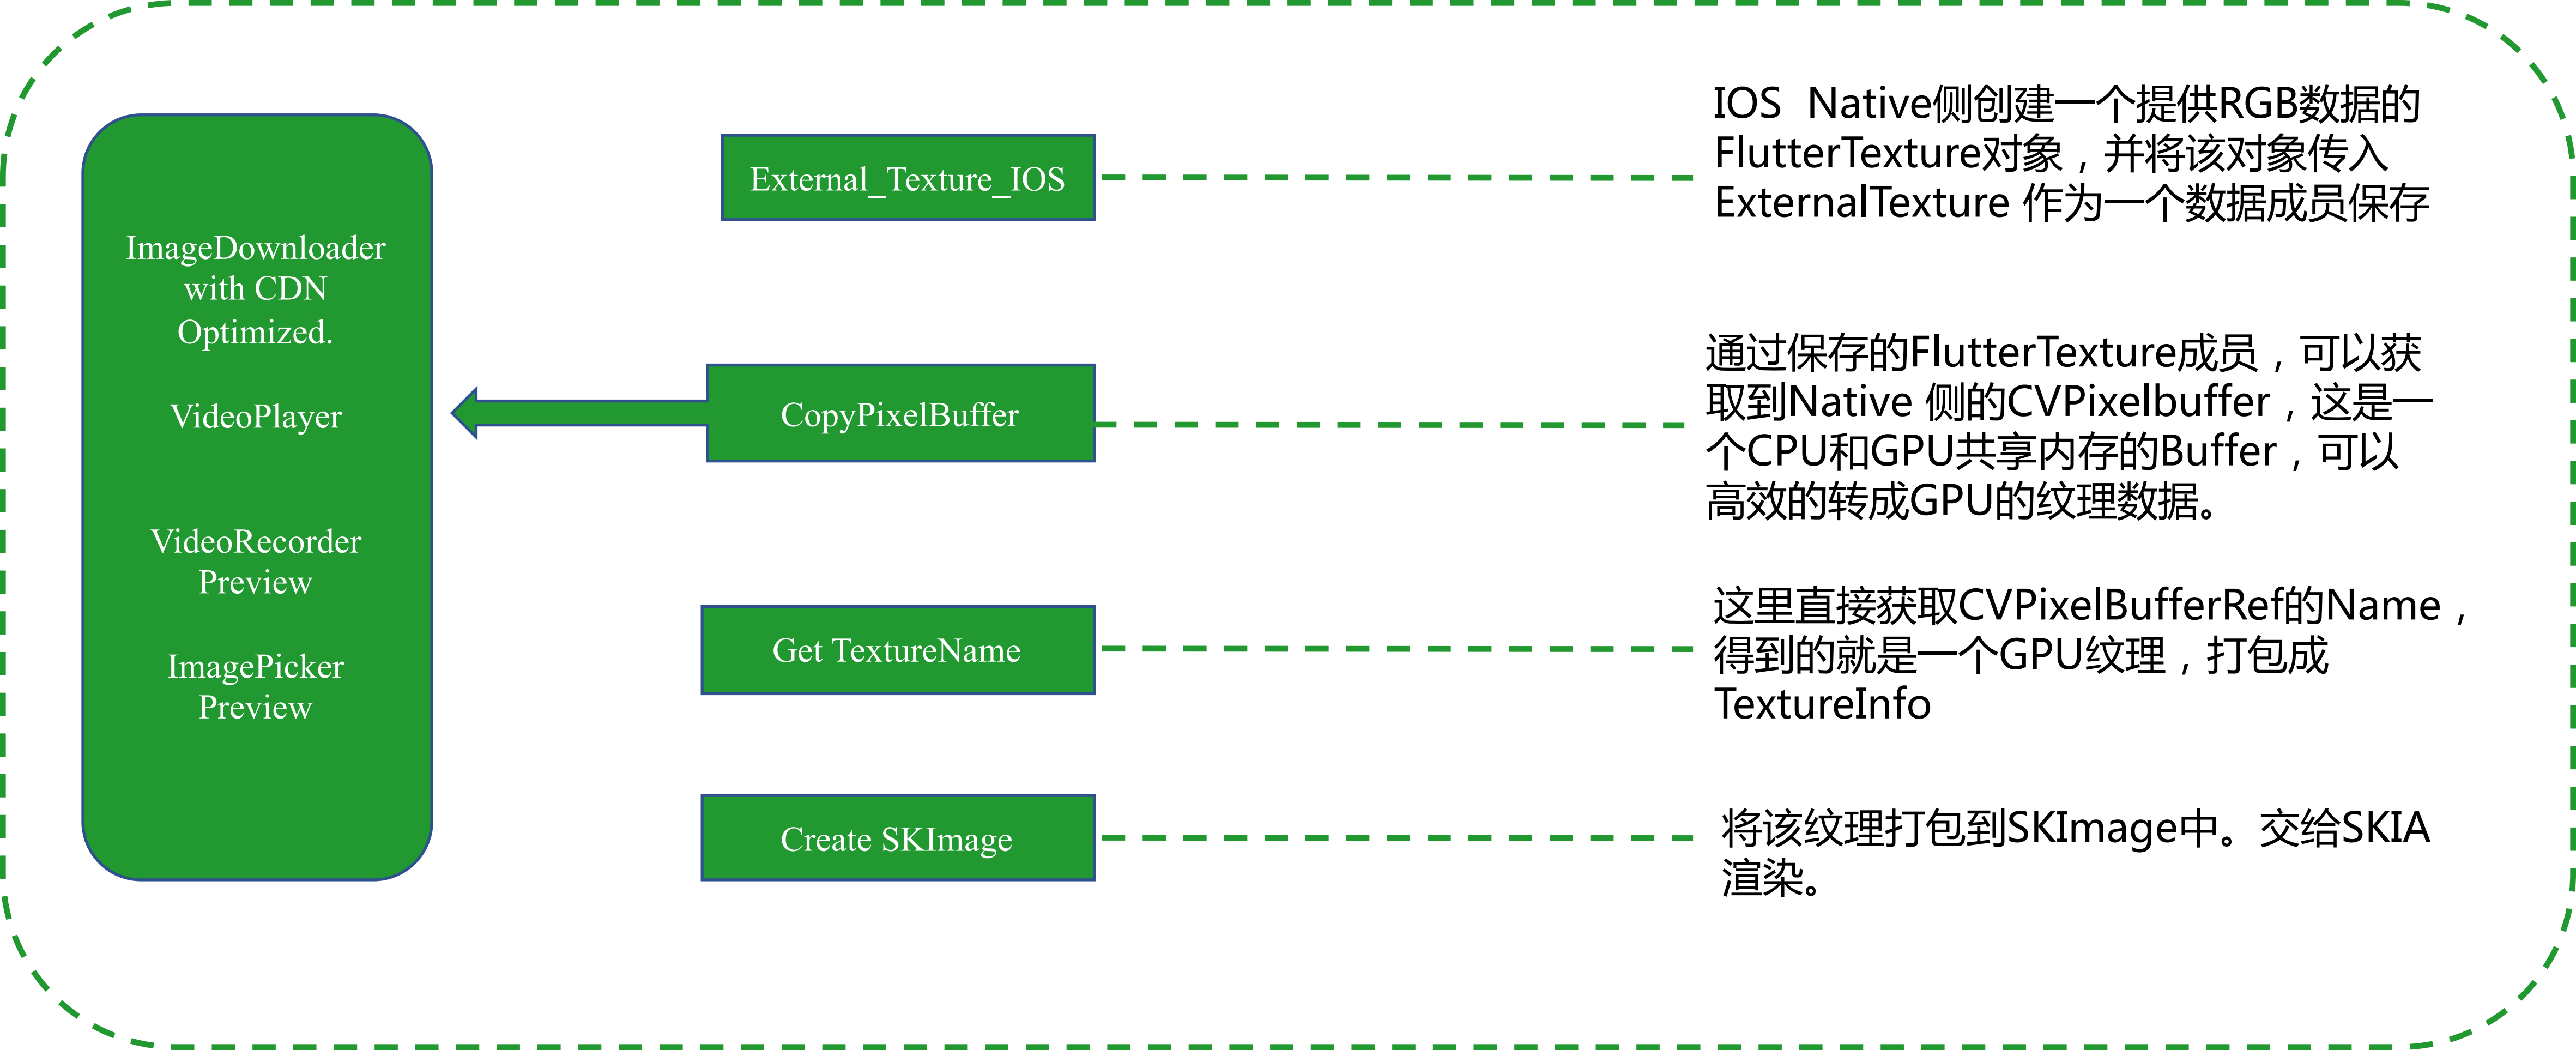 ImageDownloader
with CDN
Optimized.
VideoPlayer
VideoRecorder
Preview
ImagePicker
Preview
External_Texture_IOS
IOS  Native侧创建一个提供RGB数据的
FlutterTexture对象，并将该对象传入
ExternalTexture 作为一个数据成员保存
CopyPixelBuffer
通过保存的FlutterTexture成员，可以获
取到Native 侧的CVPixelbuffer，这是一
个CPU和GPU共享内存的Buffer，可以
高效的转成GPU的纹理数据。
Get TextureName
这里直接获取CVPixelBufferRef的Name，
得到的就是一个GPU纹理，打包成
TextureInfo
Create SKImage
将该纹理打包到SKImage中。交给SKIA
渲染。